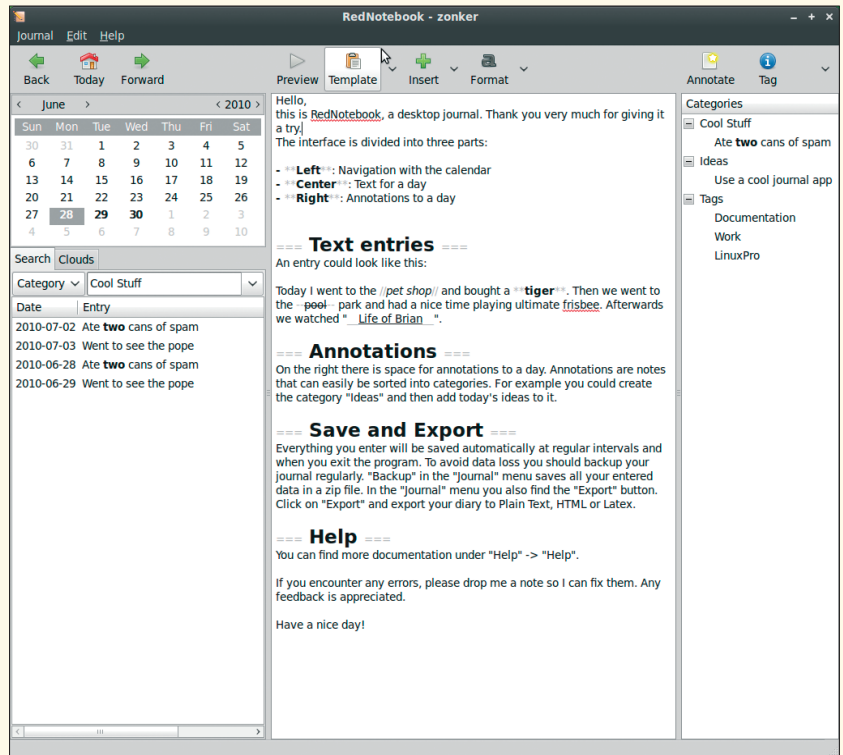 RedNotebook - zonker
Journal Edit Help
Back Today Forward Preview Template Insert Format Annotate Tag
June 2010
Sun Mon Tue Wed Thu Fri Sat
30 31 1 2 3 4 5
6 7 8 9 10 11 12
13 14 15 16 17 18 19
20 21 22 23 24 25 26
27 28 29 30 1 2 3
4 5 6 7 8 9 10
Search Clouds
Category Cool Stuff
Date Entry
2010-07-02 Ate two cans of spam
2010-07-03 Went to see the pope
2010-06-28 Ate two cans of spam
2010-06-29 Went to see the pope
Hello,
this is RedNotebook, a desktop journal. Thank you very much for giving it
a try.
The interface is divided into three parts:
- **Left**: Navigation with the calendar
- **Center**: Text for a day
- **Right**: Annotations to a day
=== Text entries ===
An entry could look like this:
Today I went to the //pet shop// and bought a **tiger**. Then we went to
the --pool-- park and had a nice time playing ultimate frisbee. Afterwards
we watched "__Life of Brian__".
=== Annotations ===
On the right there is space for annotations to a day. Annotations are notes
that can easily be sorted into categories. For example you could create
the category "Ideas" and then add today's ideas to it.
=== Save and Export ===
Everything you enter will be saved automatically at regular intervals and
when you exit the program. To avoid data loss you should backup your
journal regularly. "Backup" in the "Journal" menu saves all your entered
data in a zip file. In the "Journal" menu you also find the "Export" button.
Click on "Export" and export your diary to Plain Text, HTML or Latex.
=== Help ===
You can find more documentation under "Help" -> "Help".
If you encounter any errors, please drop me a note so I can fix them. Any
feedback is appreciated.
Have a nice day!
Categories
Cool Stuff
Ate two cans of spam
Ideas
Use a cool journal app
Tags
Documentation
Work
LinuxPro